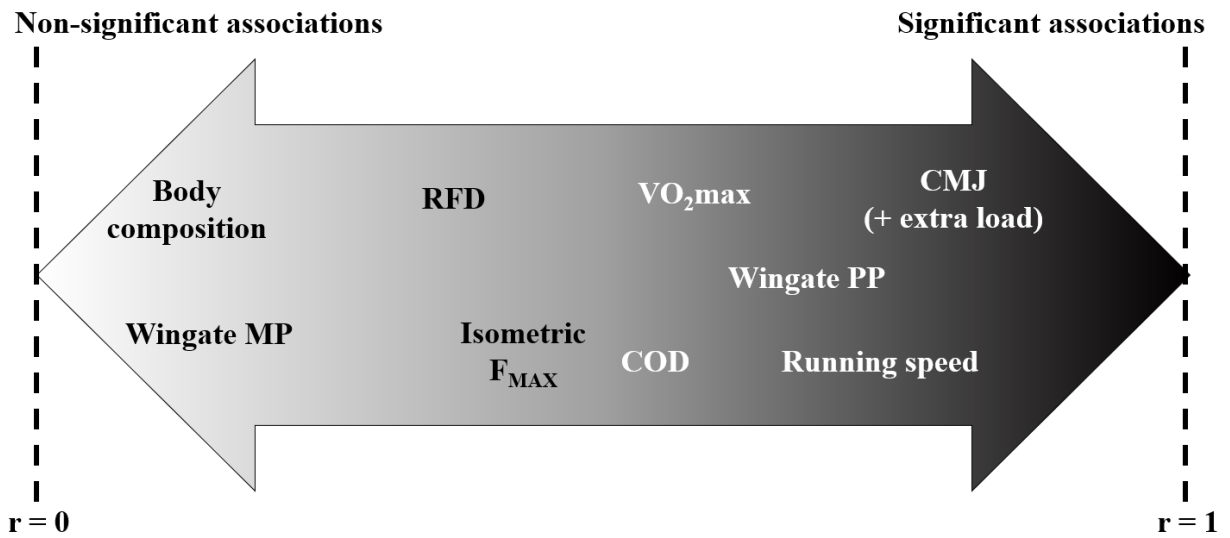 Non-significant associations
Significant associations
Body
composition
RFD
VO₂max
CMJ
(+ extra load)
Wingate PP
Wingate MP
Isometric
F_MAX
COD
Running speed
r = 0
r = 1